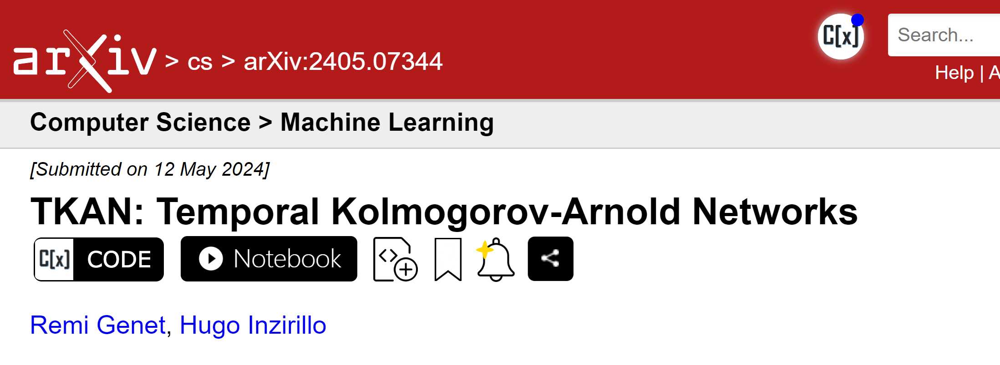 arXiv > cs > arXiv:2405.07344
C[x]
Search...
Help | A
Computer Science > Machine Learning
[Submitted on 12 May 2024]
TKAN: Temporal Kolmogorov-Arnold Networks
C[x] CODE Notebook
Remi Genet, Hugo Inzirillo